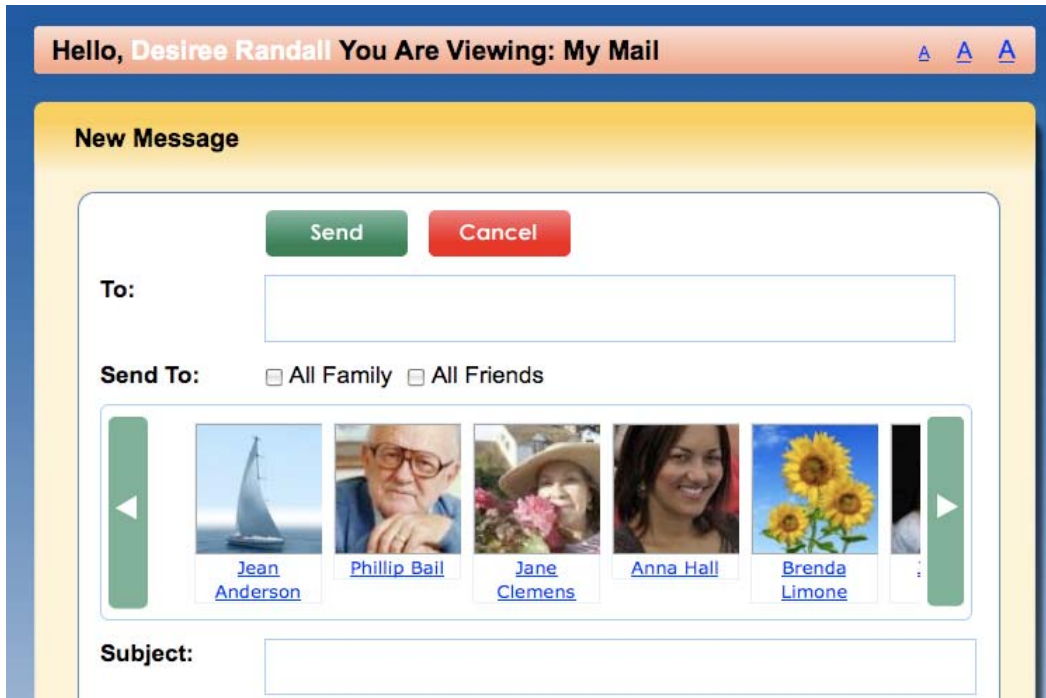 Hello, Desiree Randall You Are Viewing: My Mail A A A
New Message
Send Cancel
To:
Send To: All Family All Friends
Jean Phillip Bail Jane Anna Hall Brenda
Anderson Clemens Limone
Subject: